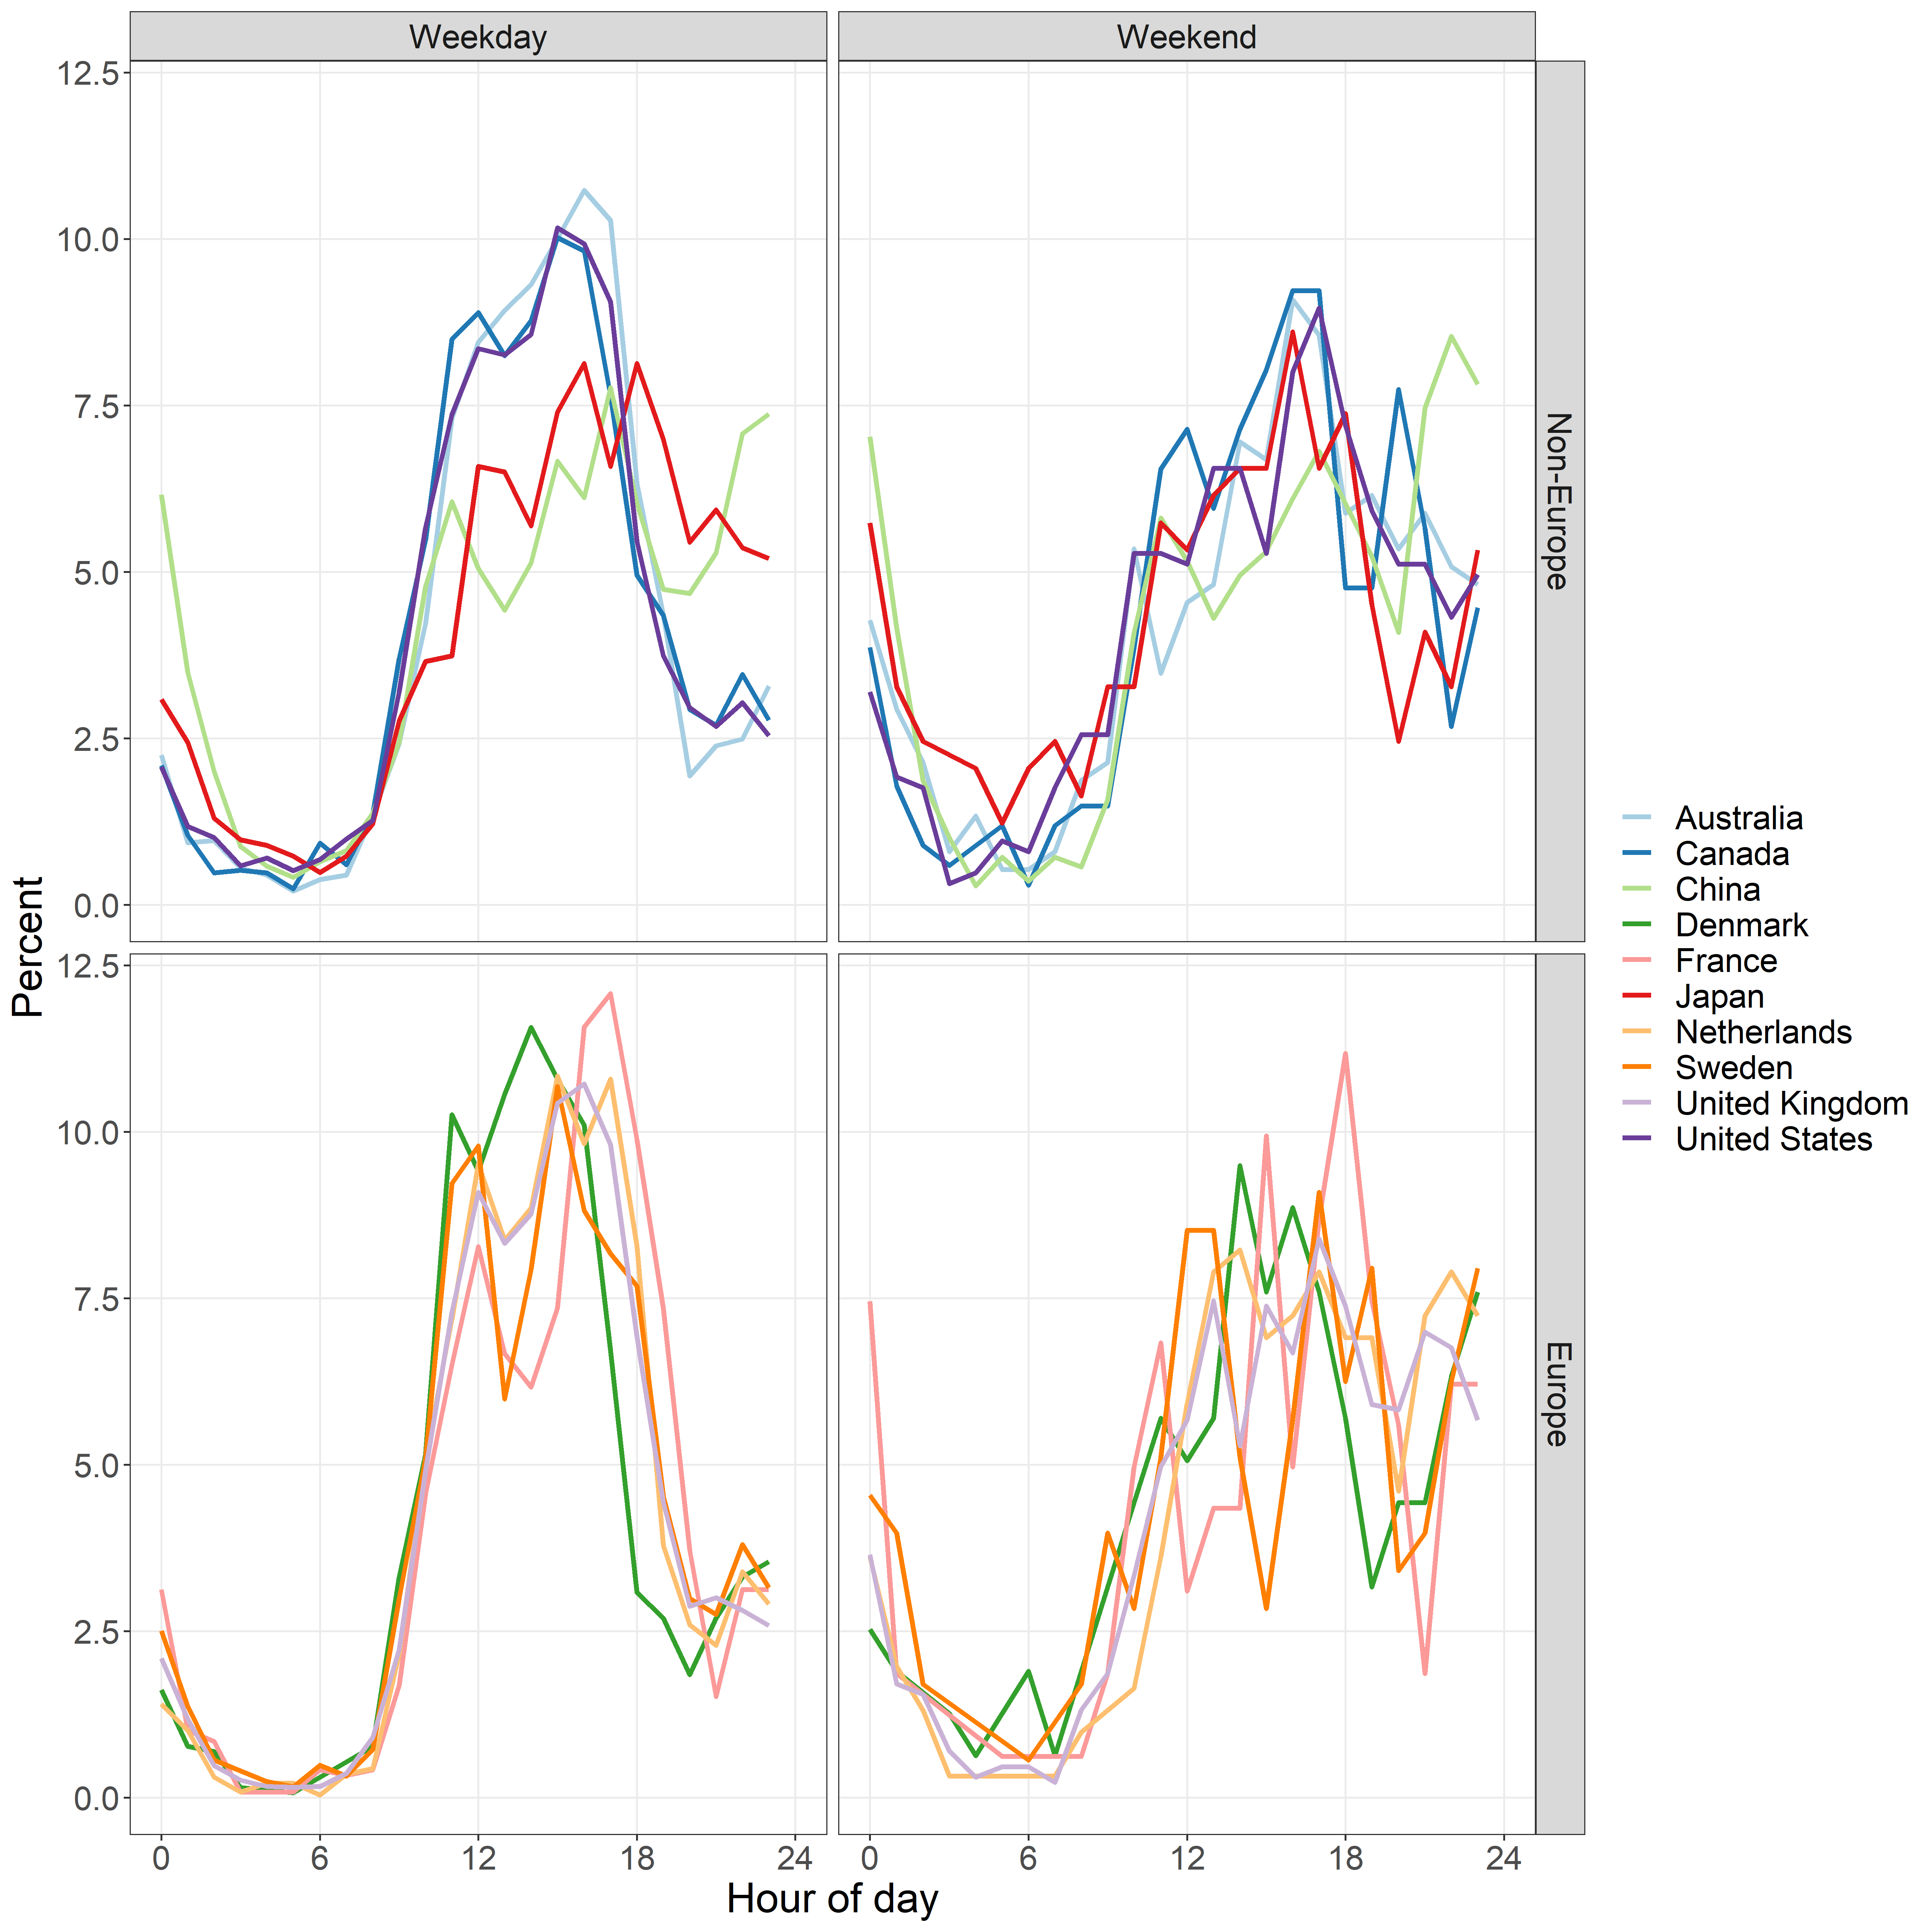 Weekday
Weekend
12.5
10.0
7.5
5.0
2.5
0.0
Non-Europe
Percent
12.5
10.0
7.5
5.0
2.5
0.0
Europe
0 6 12 18 24
0 6 12 18 24
Hour of day
Australia
Canada
China
Denmark
France
Japan
Netherlands
Sweden
United Kingdom
United States